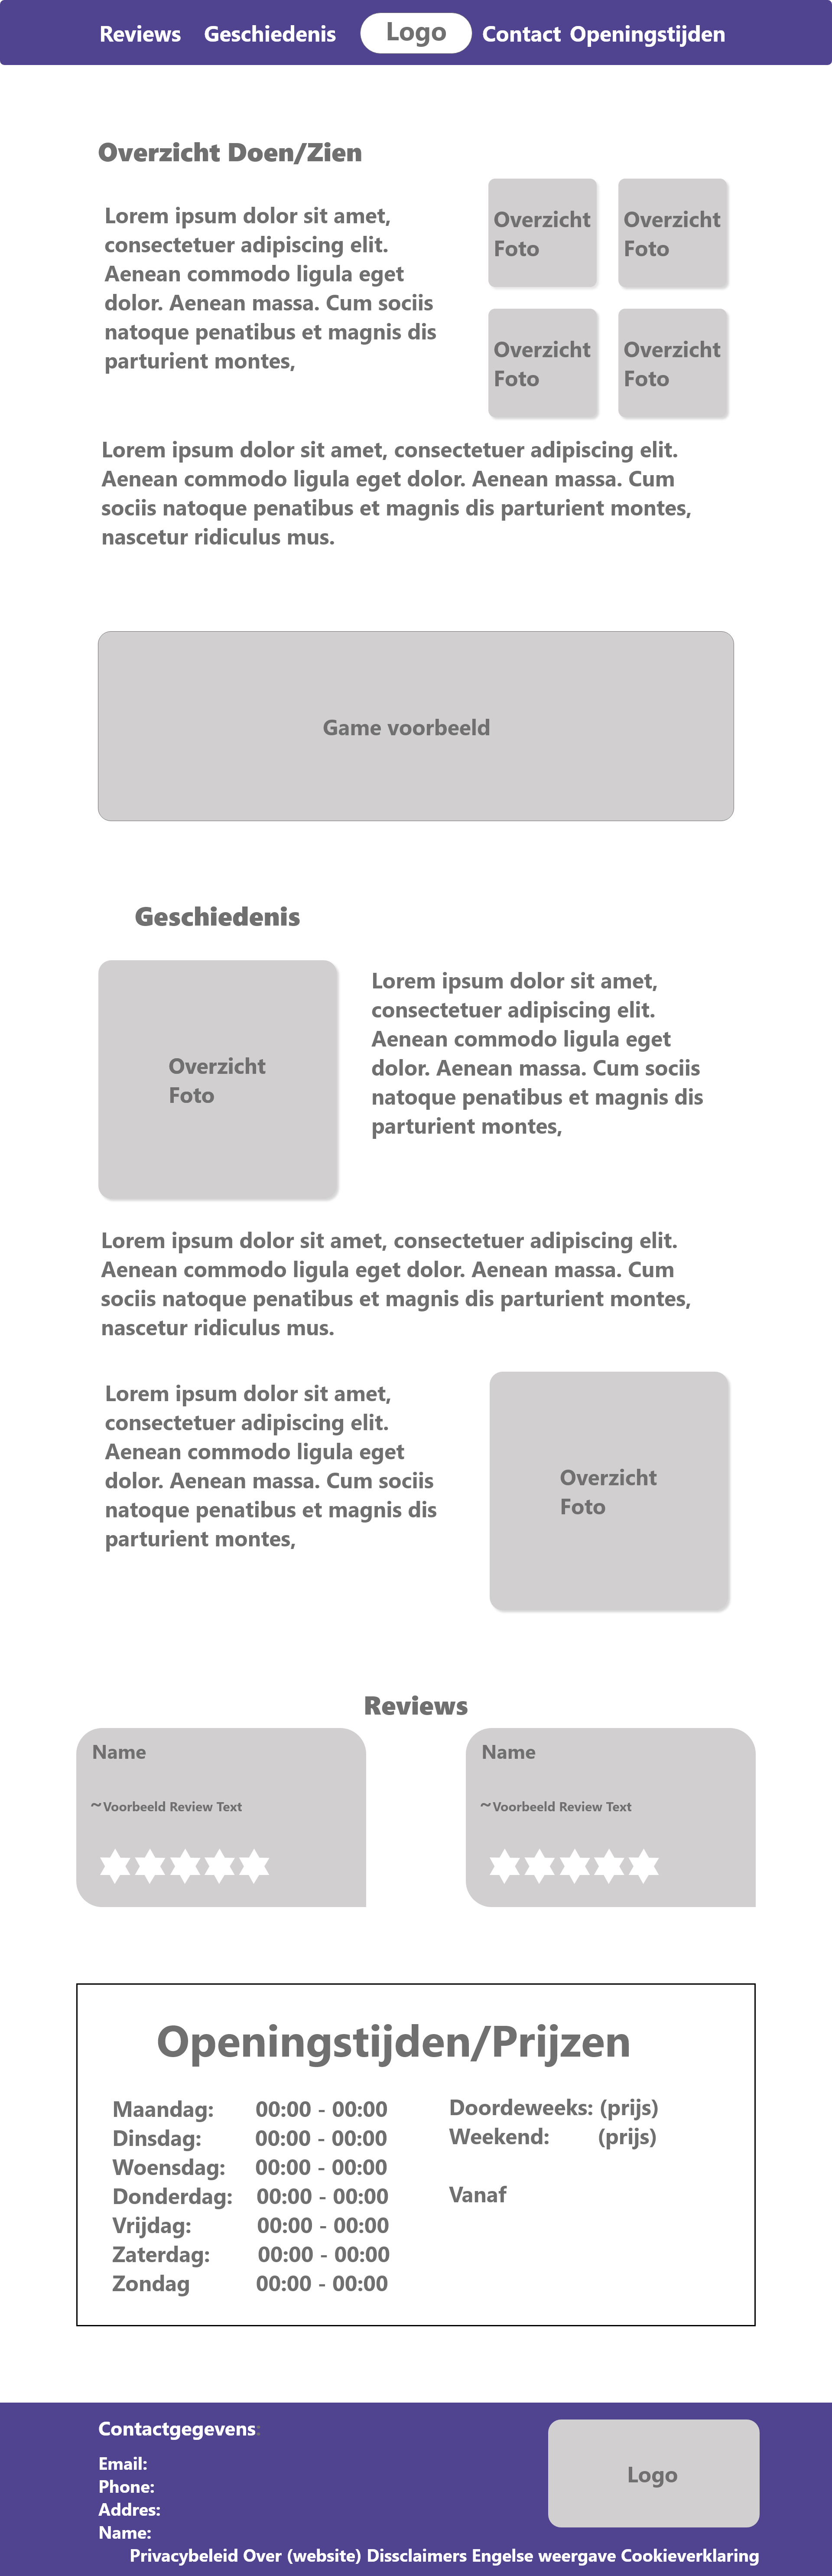 Reviews Geschiedenis Logo Contact Openingstijden
Overzicht Doen/Zien
Lorem ipsum dolor sit amet,
consectetuer adipiscing elit.
Aenean commodo ligula eget
dolor. Aenean massa. Cum sociis
natoque penatibus et magnis dis
parturient montes,
Overzicht
Foto
Overzicht
Foto
Overzicht
Foto
Overzicht
Foto
Lorem ipsum dolor sit amet, consectetuer adipiscing elit.
Aenean commodo ligula eget dolor. Aenean massa. Cum
sociis natoque penatibus et magnis dis parturient montes,
nascetur ridiculus mus.
Game voorbeeld
Geschiedenis
Overzicht
Foto
Lorem ipsum dolor sit amet,
consectetuer adipiscing elit.
Aenean commodo ligula eget
dolor. Aenean massa. Cum sociis
natoque penatibus et magnis dis
parturient montes,
Lorem ipsum dolor sit amet, consectetuer adipiscing elit.
Aenean commodo ligula eget dolor. Aenean massa. Cum
sociis natoque penatibus et magnis dis parturient montes,
nascetur ridiculus mus.
Lorem ipsum dolor sit amet,
consectetuer adipiscing elit.
Aenean commodo ligula eget
dolor. Aenean massa. Cum sociis
natoque penatibus et magnis dis
parturient montes,
Overzicht
Foto
Reviews
Name
~Voorbeeld Review Text
Name
~Voorbeeld Review Text
Openingstijden/Prijzen
Maandag: 00:00 - 00:00
Dinsdag: 00:00 - 00:00
Woensdag: 00:00 - 00:00
Donderdag: 00:00 - 00:00
Vrijdag: 00:00 - 00:00
Zaterdag: 00:00 - 00:00
Zondag 00:00 - 00:00
Doordeweeks: (prijs)
Weekend: (prijs)
Vanaf
Contactgegevens:
Email:
Phone:
Addres:
Name:
Logo
Privacybeleid Over (website) Dissclaimers Engelse weergave Cookieverklaring